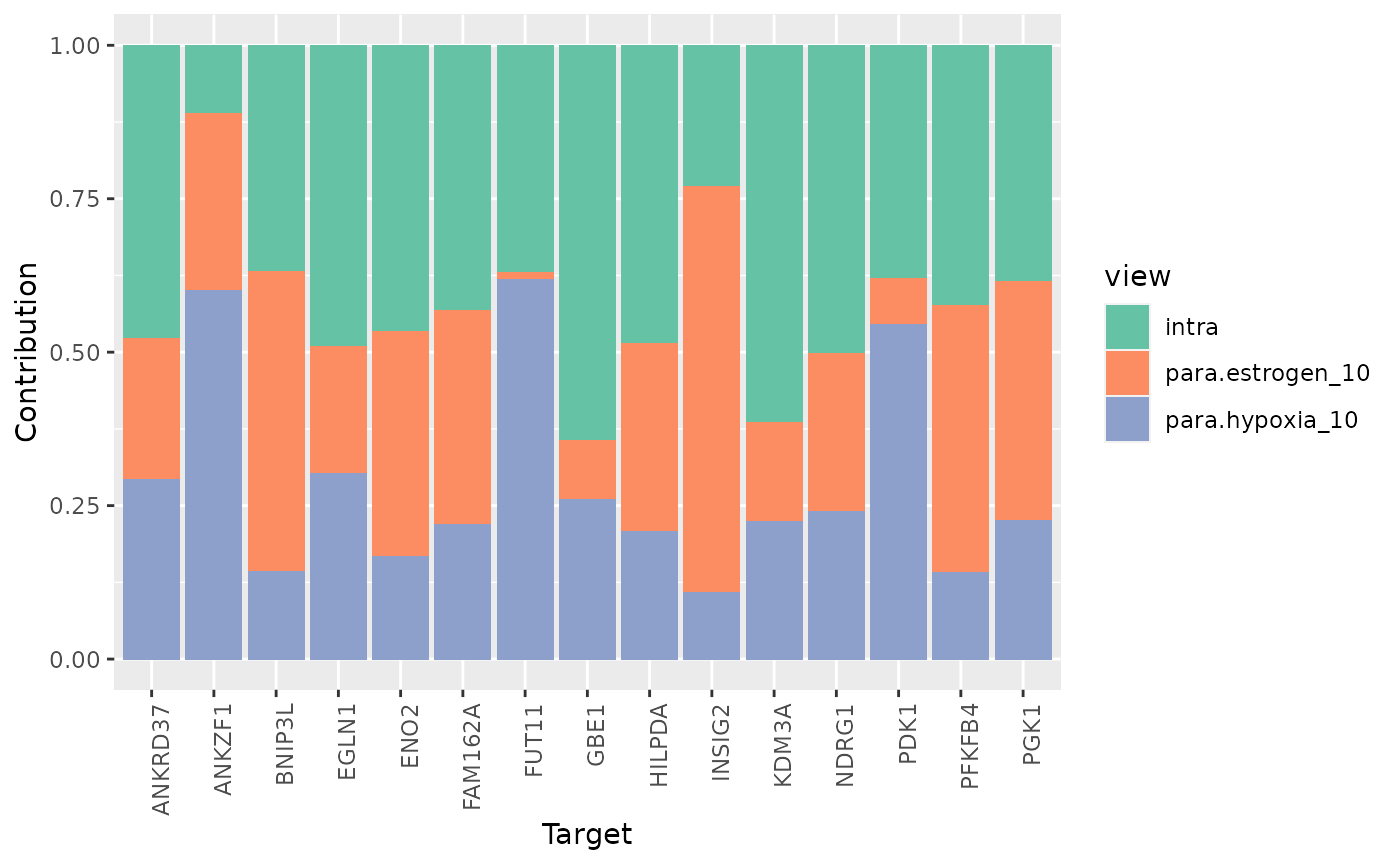 1.00
0.75
0.50
0.25
0.00
Contribution
ANKRD37
ANKZF1
BNIP3L
EGLN1
ENO2
FAM162A
FUT11
GBE1
HILPDA
INSIG2
KDM3A
NDRG1
PDK1
PFKFB4
PGK1
Target
view
intra
para.estrogen_10
para.hypoxia_10